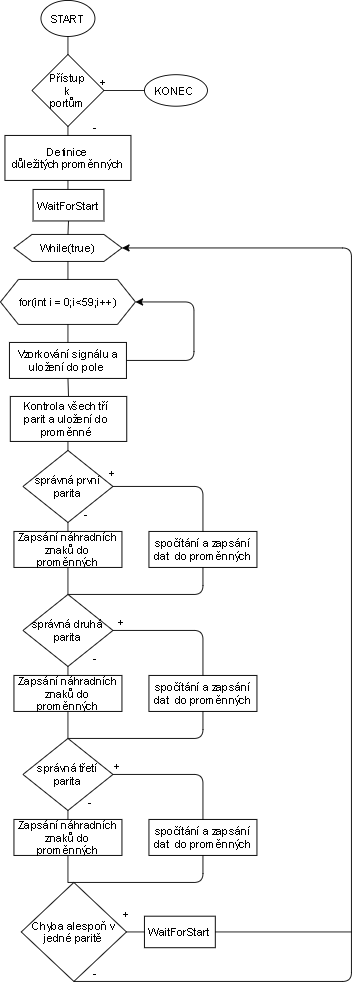 START
Přístup
k
portům
+
KONEC
-
Definice
důležitých proměnných
WaitForStart
While(true)
for(int i = 0;i<59;i++)
Vzorkování signálu a
uložení do pole
Kontrola všech tří
parit a uložení do
proměnné
správná první
parita
+
-
Zapsání náhradních
znaků do
proměnných
spočítání a zapsání
dat do proměnných
správná druhá
parita
+
-
Zapsání náhradních
znaků do
proměnných
spočítání a zapsání
dat do proměnných
správná třetí
parita
+
-
Zapsání náhradních
znaků do
proměnných
spočítání a zapsání
dat do proměnných
Chyba alespoň v
jedné paritě
+
WaitForStart
-